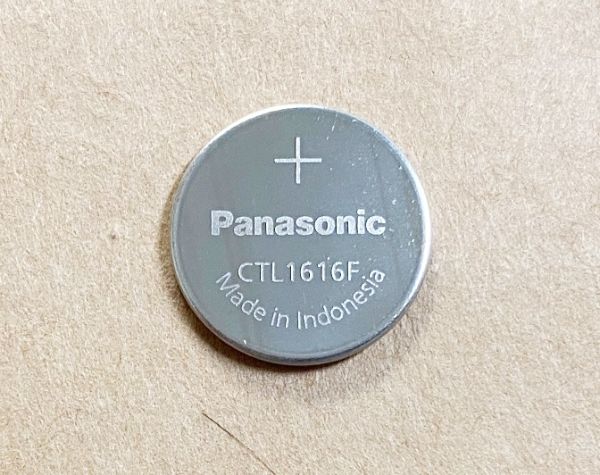 +
Panasonic
CTL1616F
Made in Indonesia